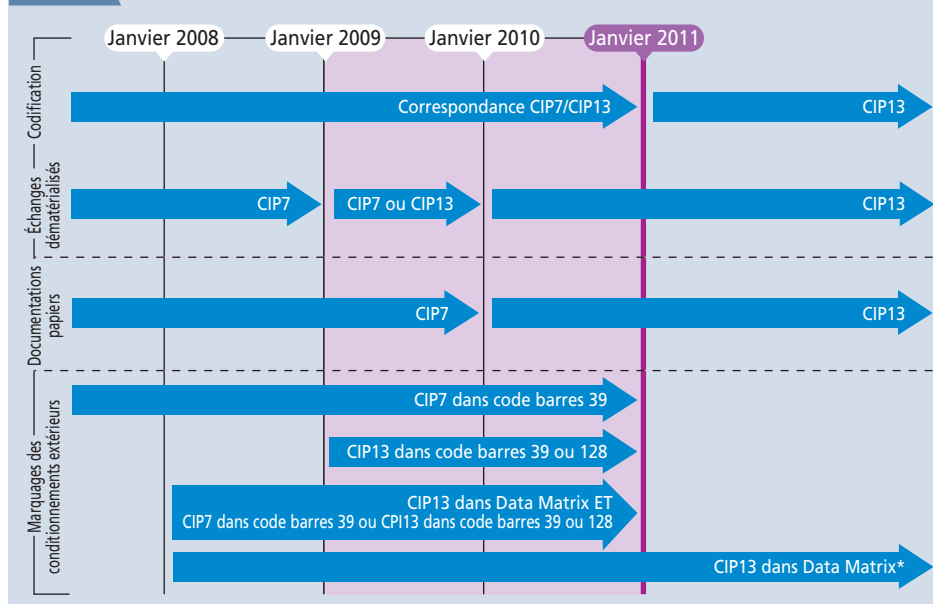 Janvier 2008 Janvier 2009 Janvier 2010 Janvier 2011
Codification
Correspondance CIP7/CIP13
CIP13
Échanges
dématérialisés
CIP7
CIP7 ou CIP13
CIP13
Documentations
papiers
CIP7
CIP13
Marquages des
conditionnements extérieurs
CIP7 dans code barres 39
CIP13 dans code barres 39 ou 128
CIP13 dans Data Matrix ET
CIP7 dans code barres 39 ou CPI13 dans code barres 39 ou 128
CIP13 dans Data Matrix*